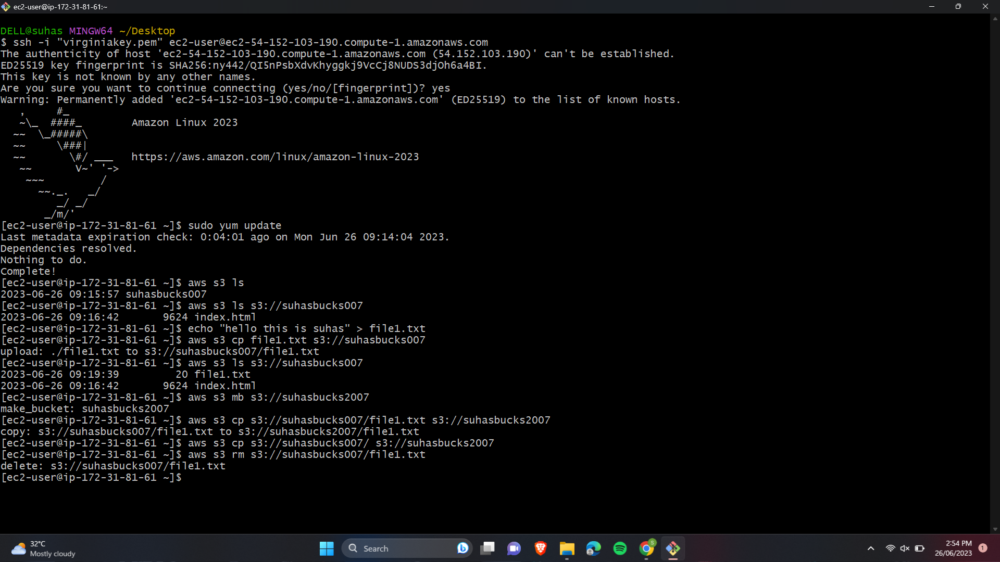 ec2-user@ip-172-31-81-61:~
DELL@suhas MINGW64 ~/Desktop
$ ssh -i "virginiakey.pem" ec2-user@ec2-54-152-103-190.compute-1.amazonaws.com
The authenticity of host 'ec2-54-152-103-190.compute-1.amazonaws.com (54.152.103.190)' can't be established.
ED25519 key fingerprint is SHA256:ny442/QI5nPsbXdvKhyggkj9VcCj8NUDS3djOh6a4BI.
This key is not known by any other names.
Are you sure you want to continue connecting (yes/no/[fingerprint])? yes
Warning: Permanently added 'ec2-54-152-103-190.compute-1.amazonaws.com' (ED25519) to the list of known hosts.
   ,     #_
   ~\_  ####_        Amazon Linux 2023
  ~~  \_#####\
  ~~     \###|
  ~~       \#/ ___   https://aws.amazon.com/linux/amazon-linux-2023
   ~~       V~' '->
    ~~~         /
      ~~._.   _/
         _/ _/
       _/m/'
[ec2-user@ip-172-31-81-61 ~]$ sudo yum update
Last metadata expiration check: 0:04:01 ago on Mon Jun 26 09:14:04 2023.
Dependencies resolved.
Nothing to do.
Complete!
[ec2-user@ip-172-31-81-61 ~]$ aws s3 ls
2023-06-26 09:15:57 suhasbucks007
[ec2-user@ip-172-31-81-61 ~]$ aws s3 ls s3://suhasbucks007
2023-06-26 09:16:42       9624 index.html
[ec2-user@ip-172-31-81-61 ~]$ echo "hello this is suhas" > file1.txt
[ec2-user@ip-172-31-81-61 ~]$ aws s3 cp file1.txt s3://suhasbucks007
upload: ./file1.txt to s3://suhasbucks007/file1.txt
[ec2-user@ip-172-31-81-61 ~]$ aws s3 ls s3://suhasbucks007
2023-06-26 09:19:39         20 file1.txt
2023-06-26 09:16:42       9624 index.html
[ec2-user@ip-172-31-81-61 ~]$ aws s3 mb s3://suhasbucks2007
make_bucket: suhasbucks2007
[ec2-user@ip-172-31-81-61 ~]$ aws s3 cp s3://suhasbucks007/file1.txt s3://suhasbucks2007
copy: s3://suhasbucks007/file1.txt to s3://suhasbucks2007/file1.txt
[ec2-user@ip-172-31-81-61 ~]$ aws s3 cp s3://suhasbucks007/ s3://suhasbucks2007
[ec2-user@ip-172-31-81-61 ~]$ aws s3 rm s3://suhasbucks007/file1.txt
delete: s3://suhasbucks007/file1.txt
[ec2-user@ip-172-31-81-61 ~]$
32°C
Mostly cloudy
Search
S
2:54 PM
26/06/2023
1